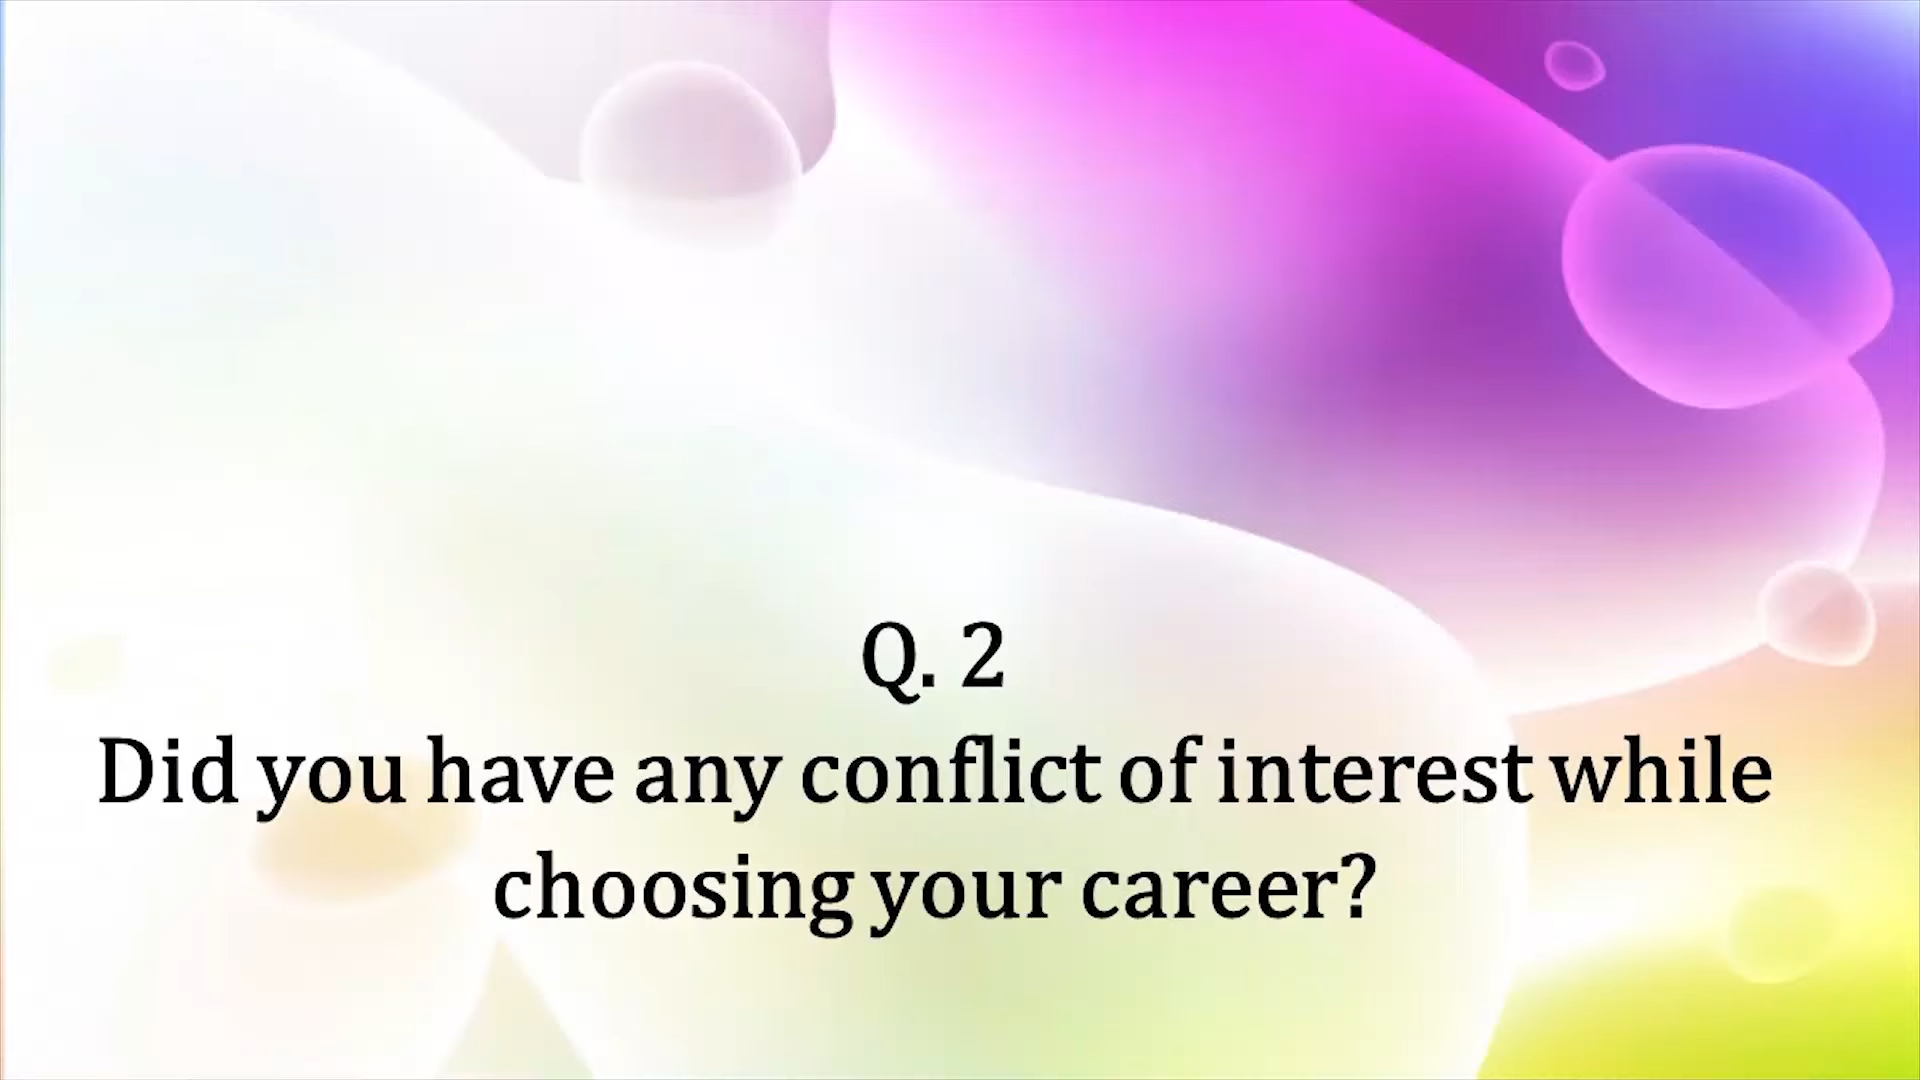 Q. 2
Did you have any conflict of interest while
choosing your career?